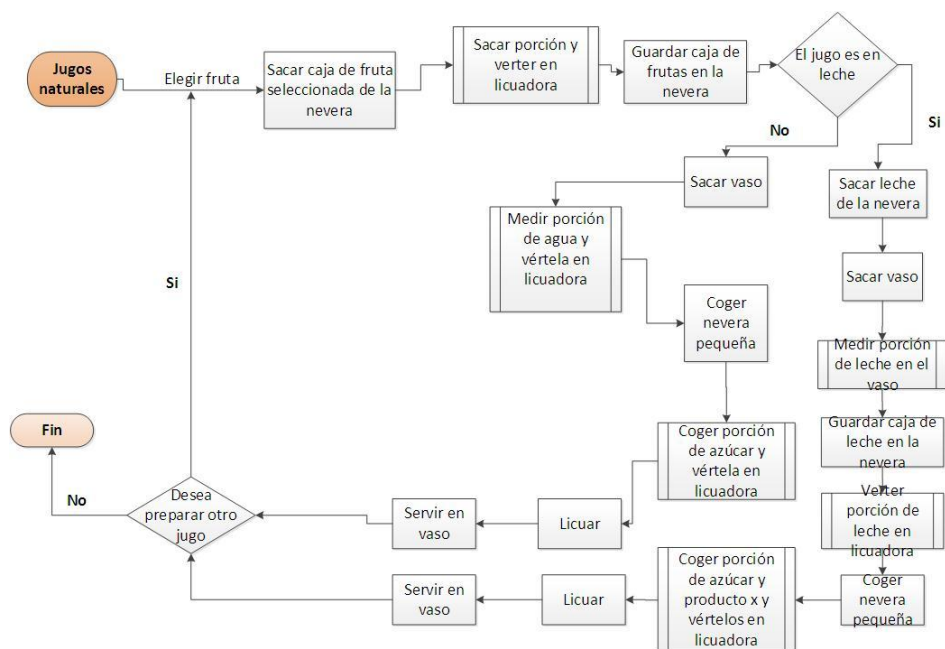 Jugos
naturales
Elegir fruta
Sacar caja de fruta
seleccionada de la
nevera
Sacar porción y
verter en
licuadora
Guardar caja de
frutas en la
nevera
El jugo es en
leche
No
Si
Sacar vaso
Medir porción
de agua y
vértela en
licuadora
Coger
nevera
pequeña
Coger porción
de azúcar y
vértela en
licuadora
Licuar
Servir en
vaso
Sacar leche
de la nevera
Sacar vaso
Medir porción
de leche en el
vaso
Guardar caja de
leche en la
nevera
Verter
porción de
leche en
licuadora
Coger
nevera
pequeña
Coger porción
de azúcar y
producto x y
vértelos en
licuadora
Licuar
Servir en
vaso
Desea
preparar otro
jugo
Si
No
Fin